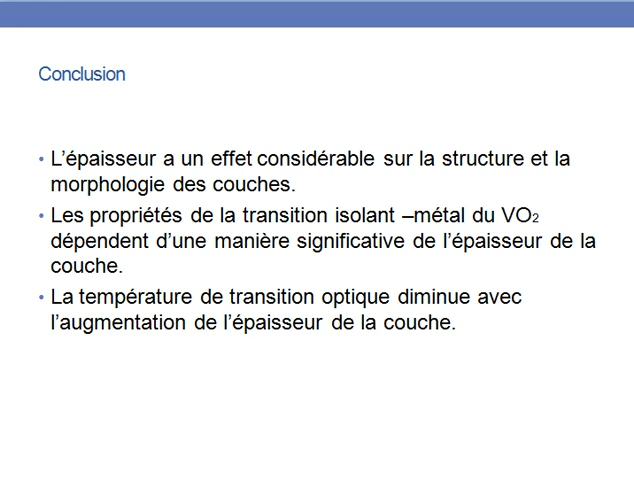 Conclusion
• L’épaisseur a un effet considérable sur la structure et la
morphologie des couches.
• Les propriétés de la transition isolant –métal du VO₂
dépendent d’une manière significative de l’épaisseur de la
couche.
• La température de transition optique diminue avec
l’augmentation de l’épaisseur de la couche.